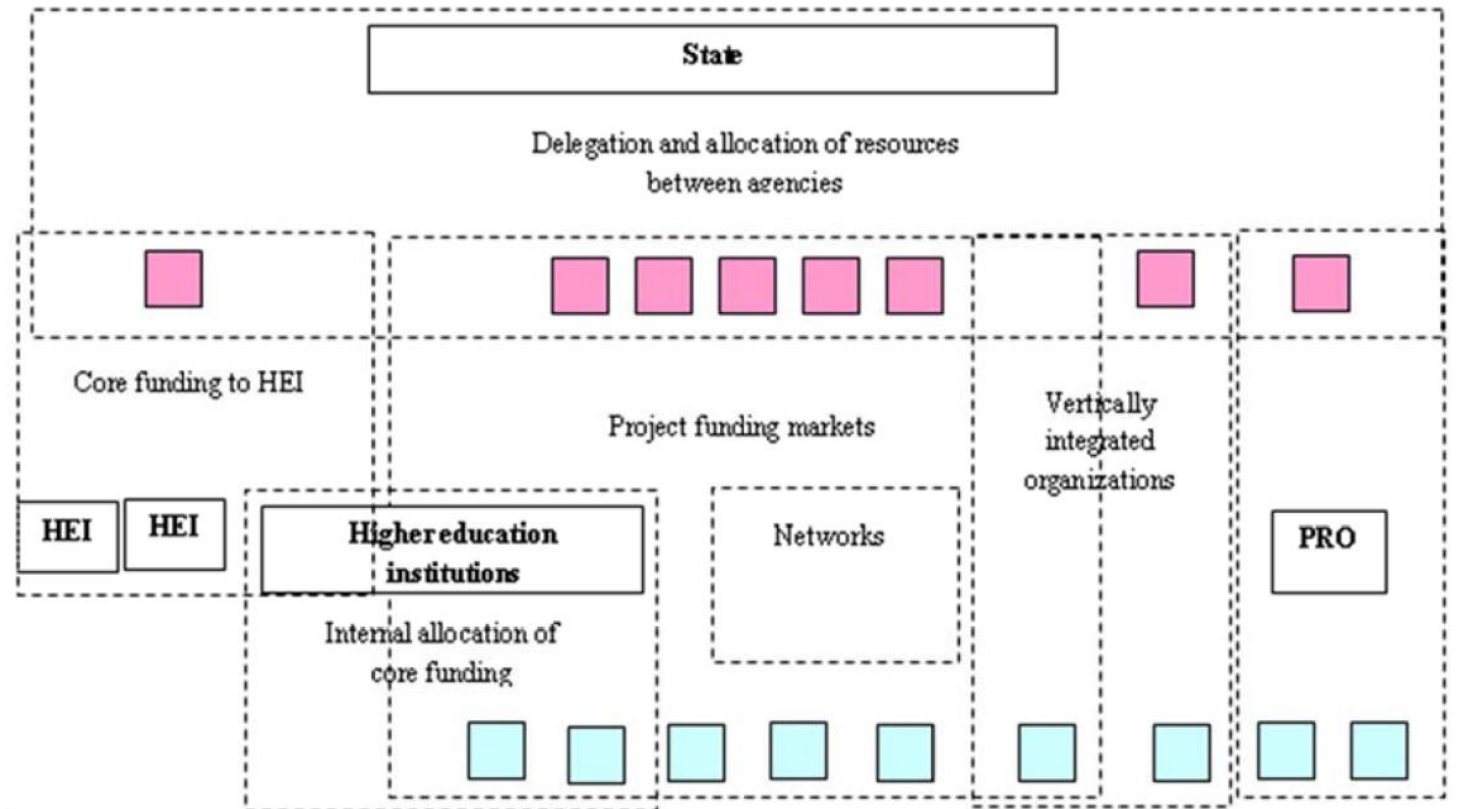 State
Delegation and allocation of resources
between agencies
Core funding to HEI
Project funding markets
Vertically
integrated
organizations
HEI
HEI
Higher education
institutions
Networks
PRO
Internal allocation of
core funding